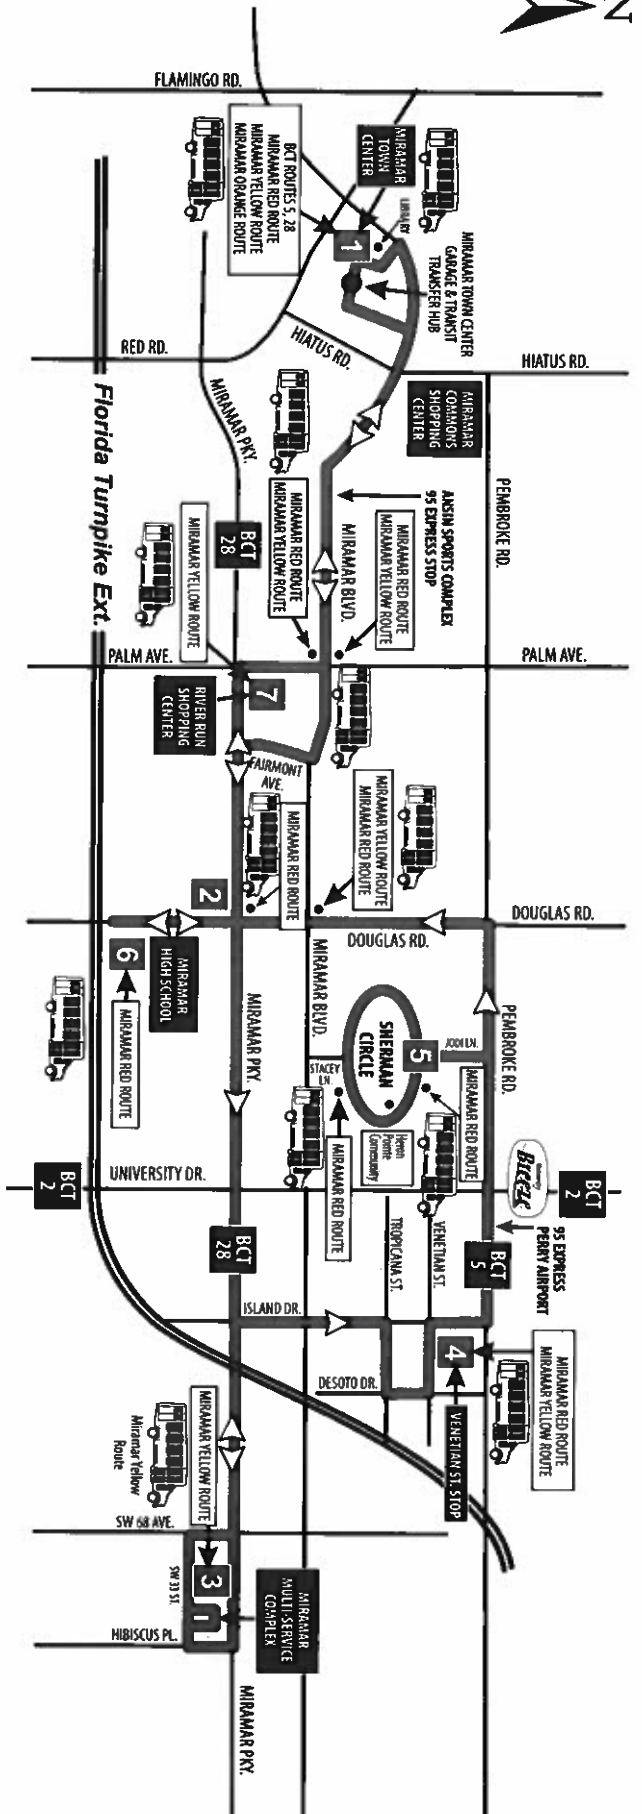 Z
FLAMINGO RD.
BCT ROUTES 5, 28
MIRAMAR RED ROUTE
MIRAMAR YELLOW ROUTE
MIRAMAR ORANGE ROUTE
MIRAMAR
TOWN
CENTER
LIBRARY
1
MIRAMAR TOWN CENTER
GARAGE & TRANSIT
TRANSFER HUB
RED RD.
HIATUS RD.
HIATUS RD.
MIRAMAR
COMMONS
SHOPPING
CENTER
Florida Turnpike Ext.
MIRAMAR PKY.
BCT
28
MIRAMAR RED ROUTE
MIRAMAR YELLOW ROUTE
MIRAMAR BLVD.
ANSIN SPORTS COMPLEX
95 EXPRESS STOP
MIRAMAR RED ROUTE
MIRAMAR YELLOW ROUTE
PEMBROKE RD.
MIRAMAR YELLOW ROUTE
PALM AVE.
PALM AVE.
7
RIVER RUN
SHOPPING
CENTER
FAIRMONT
AVE.
MIRAMAR RED ROUTE
MIRAMAR YELLOW ROUTE
MIRAMAR RED ROUTE
2
DOUGLAS RD.
DOUGLAS RD.
6
MIRAMAR
HIGH SCHOOL
MIRAMAR RED ROUTE
MIRAMAR PKY.
MIRAMAR BLVD.
STACEY
LN.
SHERMAN
CIRCLE
5
JODI LN.
PEMBROKE RD.
MIRAMAR RED ROUTE
MIRAMAR RED ROUTE
Heron
Pointe
Community
Breeze
BCT
2
UNIVERSITY DR.
BCT
2
BCT
28
TROPICANA ST.
VENETIAN ST.
BCT
5
95 EXPRESS
PERRY AIRPORT
ISLAND DR.
DESOTO DR.
4
VENETIAN ST. STOP
MIRAMAR RED ROUTE
MIRAMAR YELLOW ROUTE
MIRAMAR YELLOW ROUTE
Miramar Yellow
Route
SW 68 AVE.
SW 33 ST.
3
HIBISCUS PL.
MIRAMAR
MULTI-SERVICE
COMPLEX
MIRAMAR PKY.